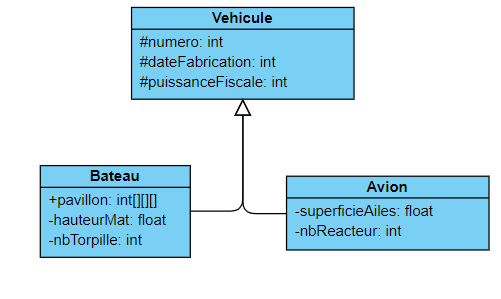 Vehicule
#numero: int
#dateFabrication: int
#puissanceFiscale: int
Bateau
+pavillon: int[][][]
-hauteurMat: float
-nbTorpille: int
Avion
-superficieAiles: float
-nbReacteur: int